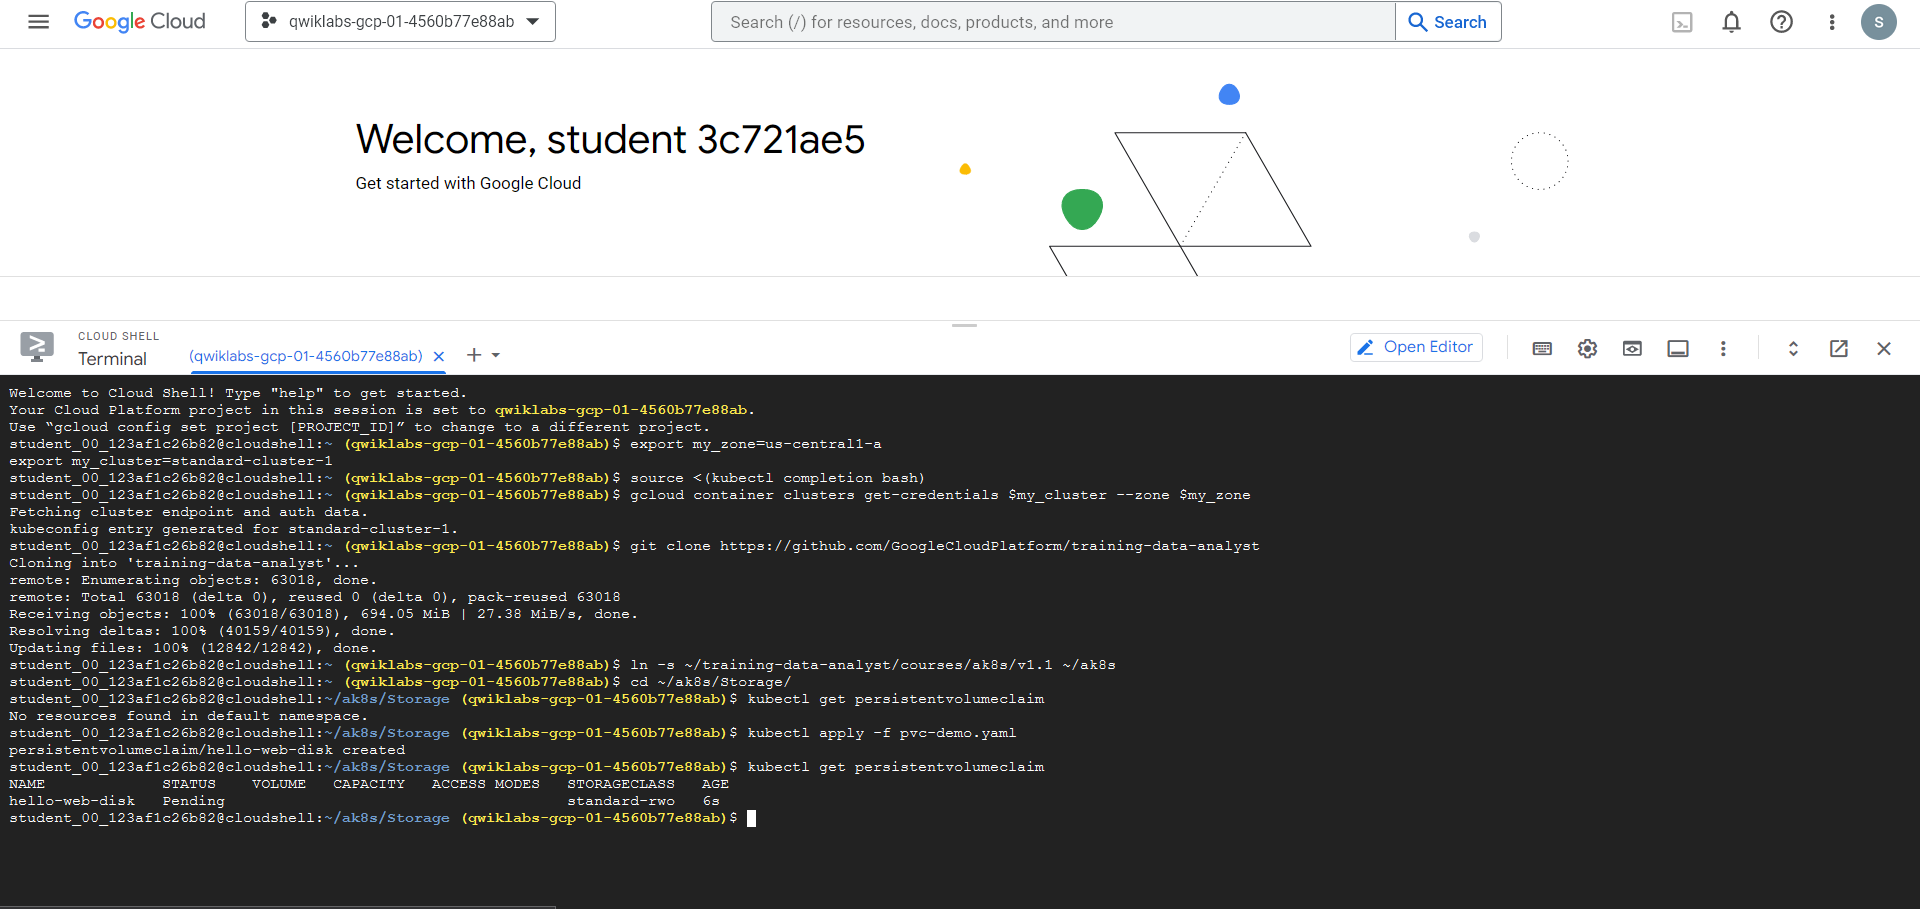 Google Cloud
qwiklabs-gcp-01-4560b77e88ab
Search (/) for resources, docs, products, and more
Search
S
Welcome, student 3c721ae5
Get started with Google Cloud
CLOUD SHELL
Terminal
(qwiklabs-gcp-01-4560b77e88ab)
Open Editor
Welcome to Cloud Shell! Type "help" to get started.
Your Cloud Platform project in this session is set to qwiklabs-gcp-01-4560b77e88ab.
Use “gcloud config set project [PROJECT_ID]” to change to a different project.
student_00_123af1c26b82@cloudshell:~ (qwiklabs-gcp-01-4560b77e88ab)$ export my_zone=us-central1-a
export my_cluster=standard-cluster-1
student_00_123af1c26b82@cloudshell:~ (qwiklabs-gcp-01-4560b77e88ab)$ source <(kubectl completion bash)
student_00_123af1c26b82@cloudshell:~ (qwiklabs-gcp-01-4560b77e88ab)$ gcloud container clusters get-credentials $my_cluster --zone $my_zone
Fetching cluster endpoint and auth data.
kubeconfig entry generated for standard-cluster-1.
student_00_123af1c26b82@cloudshell:~ (qwiklabs-gcp-01-4560b77e88ab)$ git clone https://github.com/GoogleCloudPlatform/training-data-analyst
Cloning into 'training-data-analyst'...
remote: Enumerating objects: 63018, done.
remote: Total 63018 (delta 0), reused 0 (delta 0), pack-reused 63018
Receiving objects: 100% (63018/63018), 694.05 MiB | 27.38 MiB/s, done.
Resolving deltas: 100% (40159/40159), done.
Updating files: 100% (12842/12842), done.
student_00_123af1c26b82@cloudshell:~ (qwiklabs-gcp-01-4560b77e88ab)$ ln -s ~/training-data-analyst/courses/ak8s/v1.1 ~/ak8s
student_00_123af1c26b82@cloudshell:~ (qwiklabs-gcp-01-4560b77e88ab)$ cd ~/ak8s/Storage/
student_00_123af1c26b82@cloudshell:~/ak8s/Storage (qwiklabs-gcp-01-4560b77e88ab)$ kubectl get persistentvolumeclaim
No resources found in default namespace.
student_00_123af1c26b82@cloudshell:~/ak8s/Storage (qwiklabs-gcp-01-4560b77e88ab)$ kubectl apply -f pvc-demo.yaml
persistentvolumeclaim/hello-web-disk created
student_00_123af1c26b82@cloudshell:~/ak8s/Storage (qwiklabs-gcp-01-4560b77e88ab)$ kubectl get persistentvolumeclaim
NAME STATUS VOLUME CAPACITY ACCESS MODES STORAGECLASS AGE
hello-web-disk Pending standard-rwo 6s
student_00_123af1c26b82@cloudshell:~/ak8s/Storage (qwiklabs-gcp-01-4560b77e88ab)$